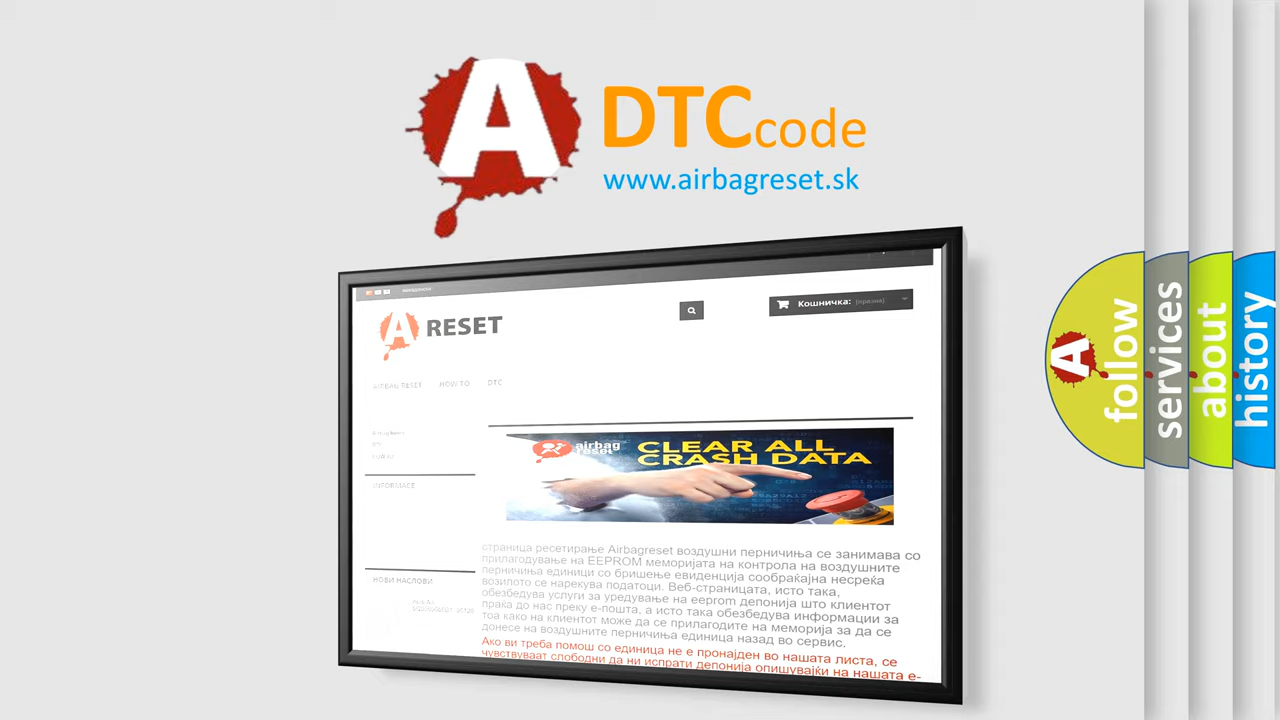 A
DTC code
www.airbagreset.sk
A RESET
Кошничка: (празна)
AIRBAG RESET HOW TO DTC
airbag
reset
CLEAR ALL
CRASH DATA
INFORMACE
НОВИ НАСЛОВИ
страница ресетирање Airbagreset воздушни перничиња се занимава со
прилагодување на EEPROM меморијата на контрола на воздушните
перничиња единици со бришење евиденција сообраќајна несреќа
возилото се нарекува податоци. Веб-страницата, исто така,
обезбедува услуги за уредување на eeprom депонија што клиентот
праќа до нас преку е-пошта, а исто така обезбедува информации за
тоа како на клиентот може да се прилагодите на меморија за да се
донесе на воздушните перничиња единица назад во сервис.
Ако ви треба помош со единица не е пронајден во нашата листа, се
чувствуваат слободни да ни испрати депонија опишувајќи на нашата е-
A
follow
services
about
history